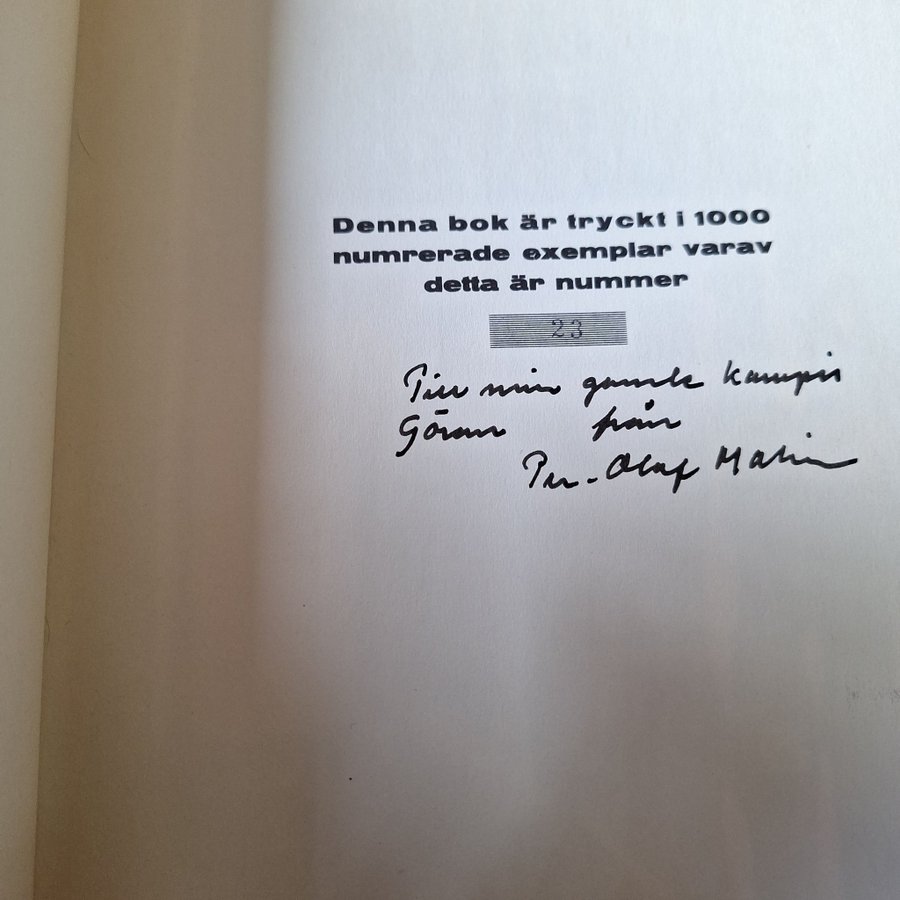 Denna bok är tryckt i 1000
numrerade exemplar varav
detta är nummer
23
Till min gamle kampis
Göran från
Per-Olaf